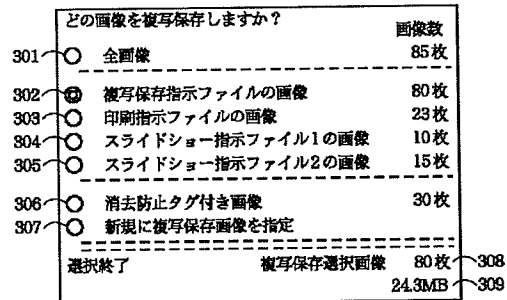 どの画像を複写保存しますか?
画像数
301 全画像 85枚
302 複写保存指示ファイルの画像 80枚
303 印刷指示ファイルの画像 23枚
304 スライドショー指示ファイル1の画像 10枚
305 スライドショー指示ファイル2の画像 15枚
306 消去防止タグ付き画像 30枚
307 新規に複写保存画像を指定
選択終了 複写保存選択画像 80枚 308
24.3MB 309